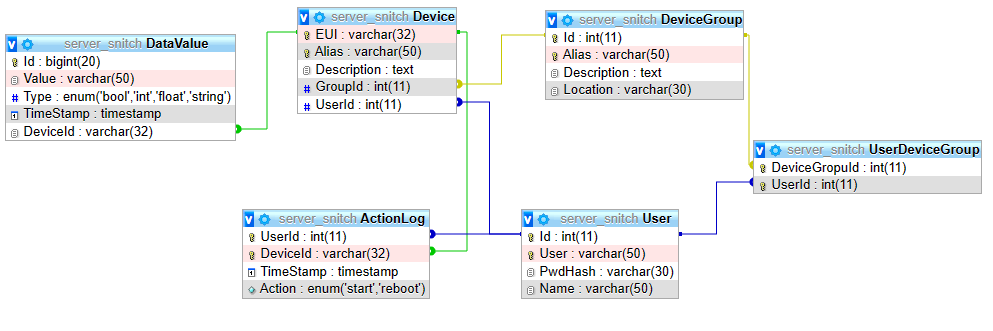 server_snitch DataValue
Id : bigint(20)
Value : varchar(50)
Type : enum('bool','int','float','string')
TimeStamp : timestamp
DeviceId : varchar(32)
server_snitch Device
EUI : varchar(32)
Alias : varchar(50)
Description : text
GroupId : int(11)
UserId : int(11)
server_snitch DeviceGroup
Id : int(11)
Alias : varchar(50)
Description : text
Location : varchar(30)
server_snitch UserDeviceGroup
DeviceGropuId : int(11)
UserId : int(11)
server_snitch ActionLog
UserId : int(11)
DeviceId : varchar(32)
TimeStamp : timestamp
Action : enum('start','reboot')
server_snitch User
Id : int(11)
User : varchar(50)
PwdHash : varchar(30)
Name : varchar(50)